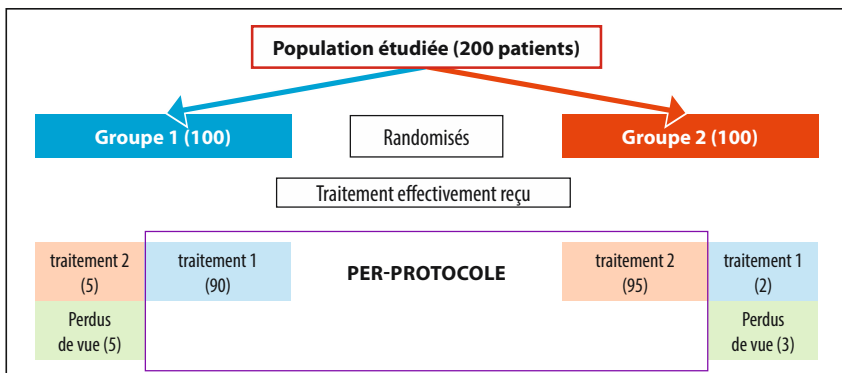 Population étudiée (200 patients)
Groupe 1 (100)
Randomisés
Groupe 2 (100)
Traitement effectivement reçu
traitement 2
(5)
traitement 1
(90)
PER-PROTOCOLE
traitement 2
(95)
traitement 1
(2)
Perdus
de vue (5)
Perdus
de vue (3)